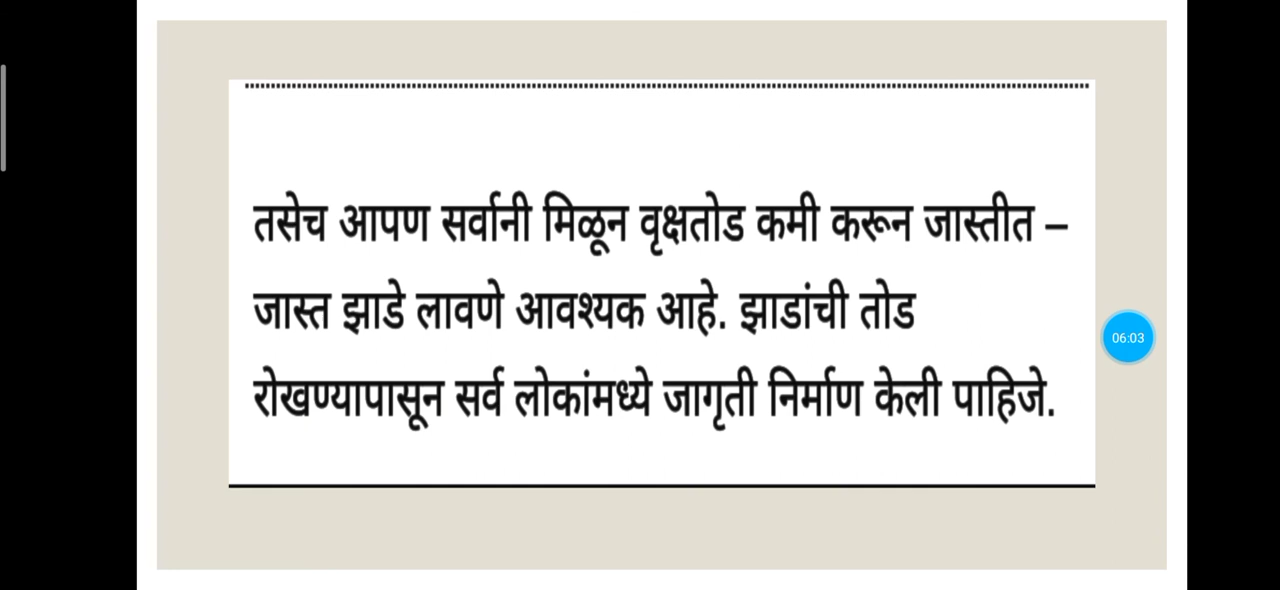 तसेच आपण सर्वानी मिळून वृक्षतोड कमी करून जास्तीत –
जास्त झाडे लावणे आवश्यक आहे. झाडांची तोड
रोखण्यापासून सर्व लोकांमध्ये जागृती निर्माण केली पाहिजे.
06:03